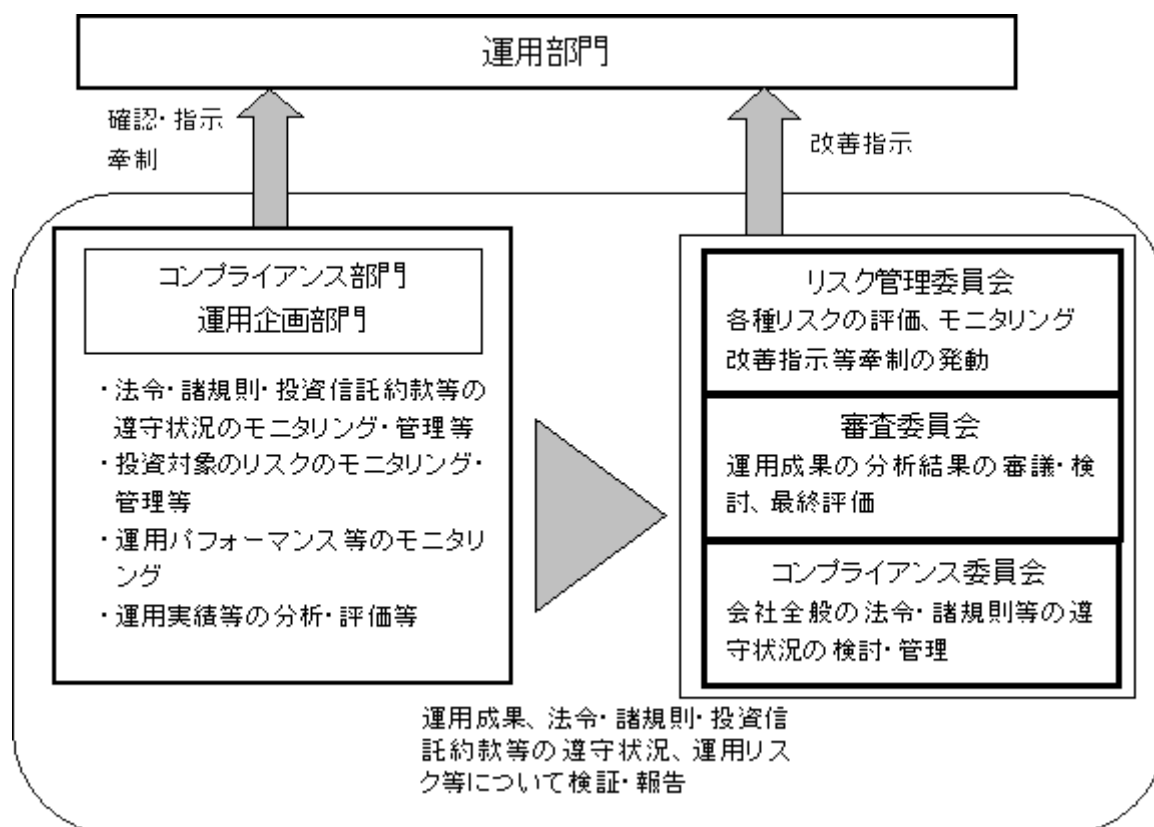 運用部門
確認・指示
牽制
改善指示
コンプライアンス部門
運用企画部門
・法令・諸規則・投資信託約款等の
遵守状況のモニタリング・管理等
・投資対象のリスクのモニタリング・
管理等
・運用パフォーマンス等のモニタリ
ング
・運用実績等の分析・評価等
リスク管理委員会
各種リスクの評価、モニタリング
改善指示等牽制の発動
審査委員会
運用成果の分析結果の審議・検
討、最終評価
コンプライアンス委員会
会社全般の法令・諸規則等の遵
守状況の検討・管理
運用成果、法令・諸規則・投資信
託約款等の遵守状況、運用リス
ク等について検証・報告